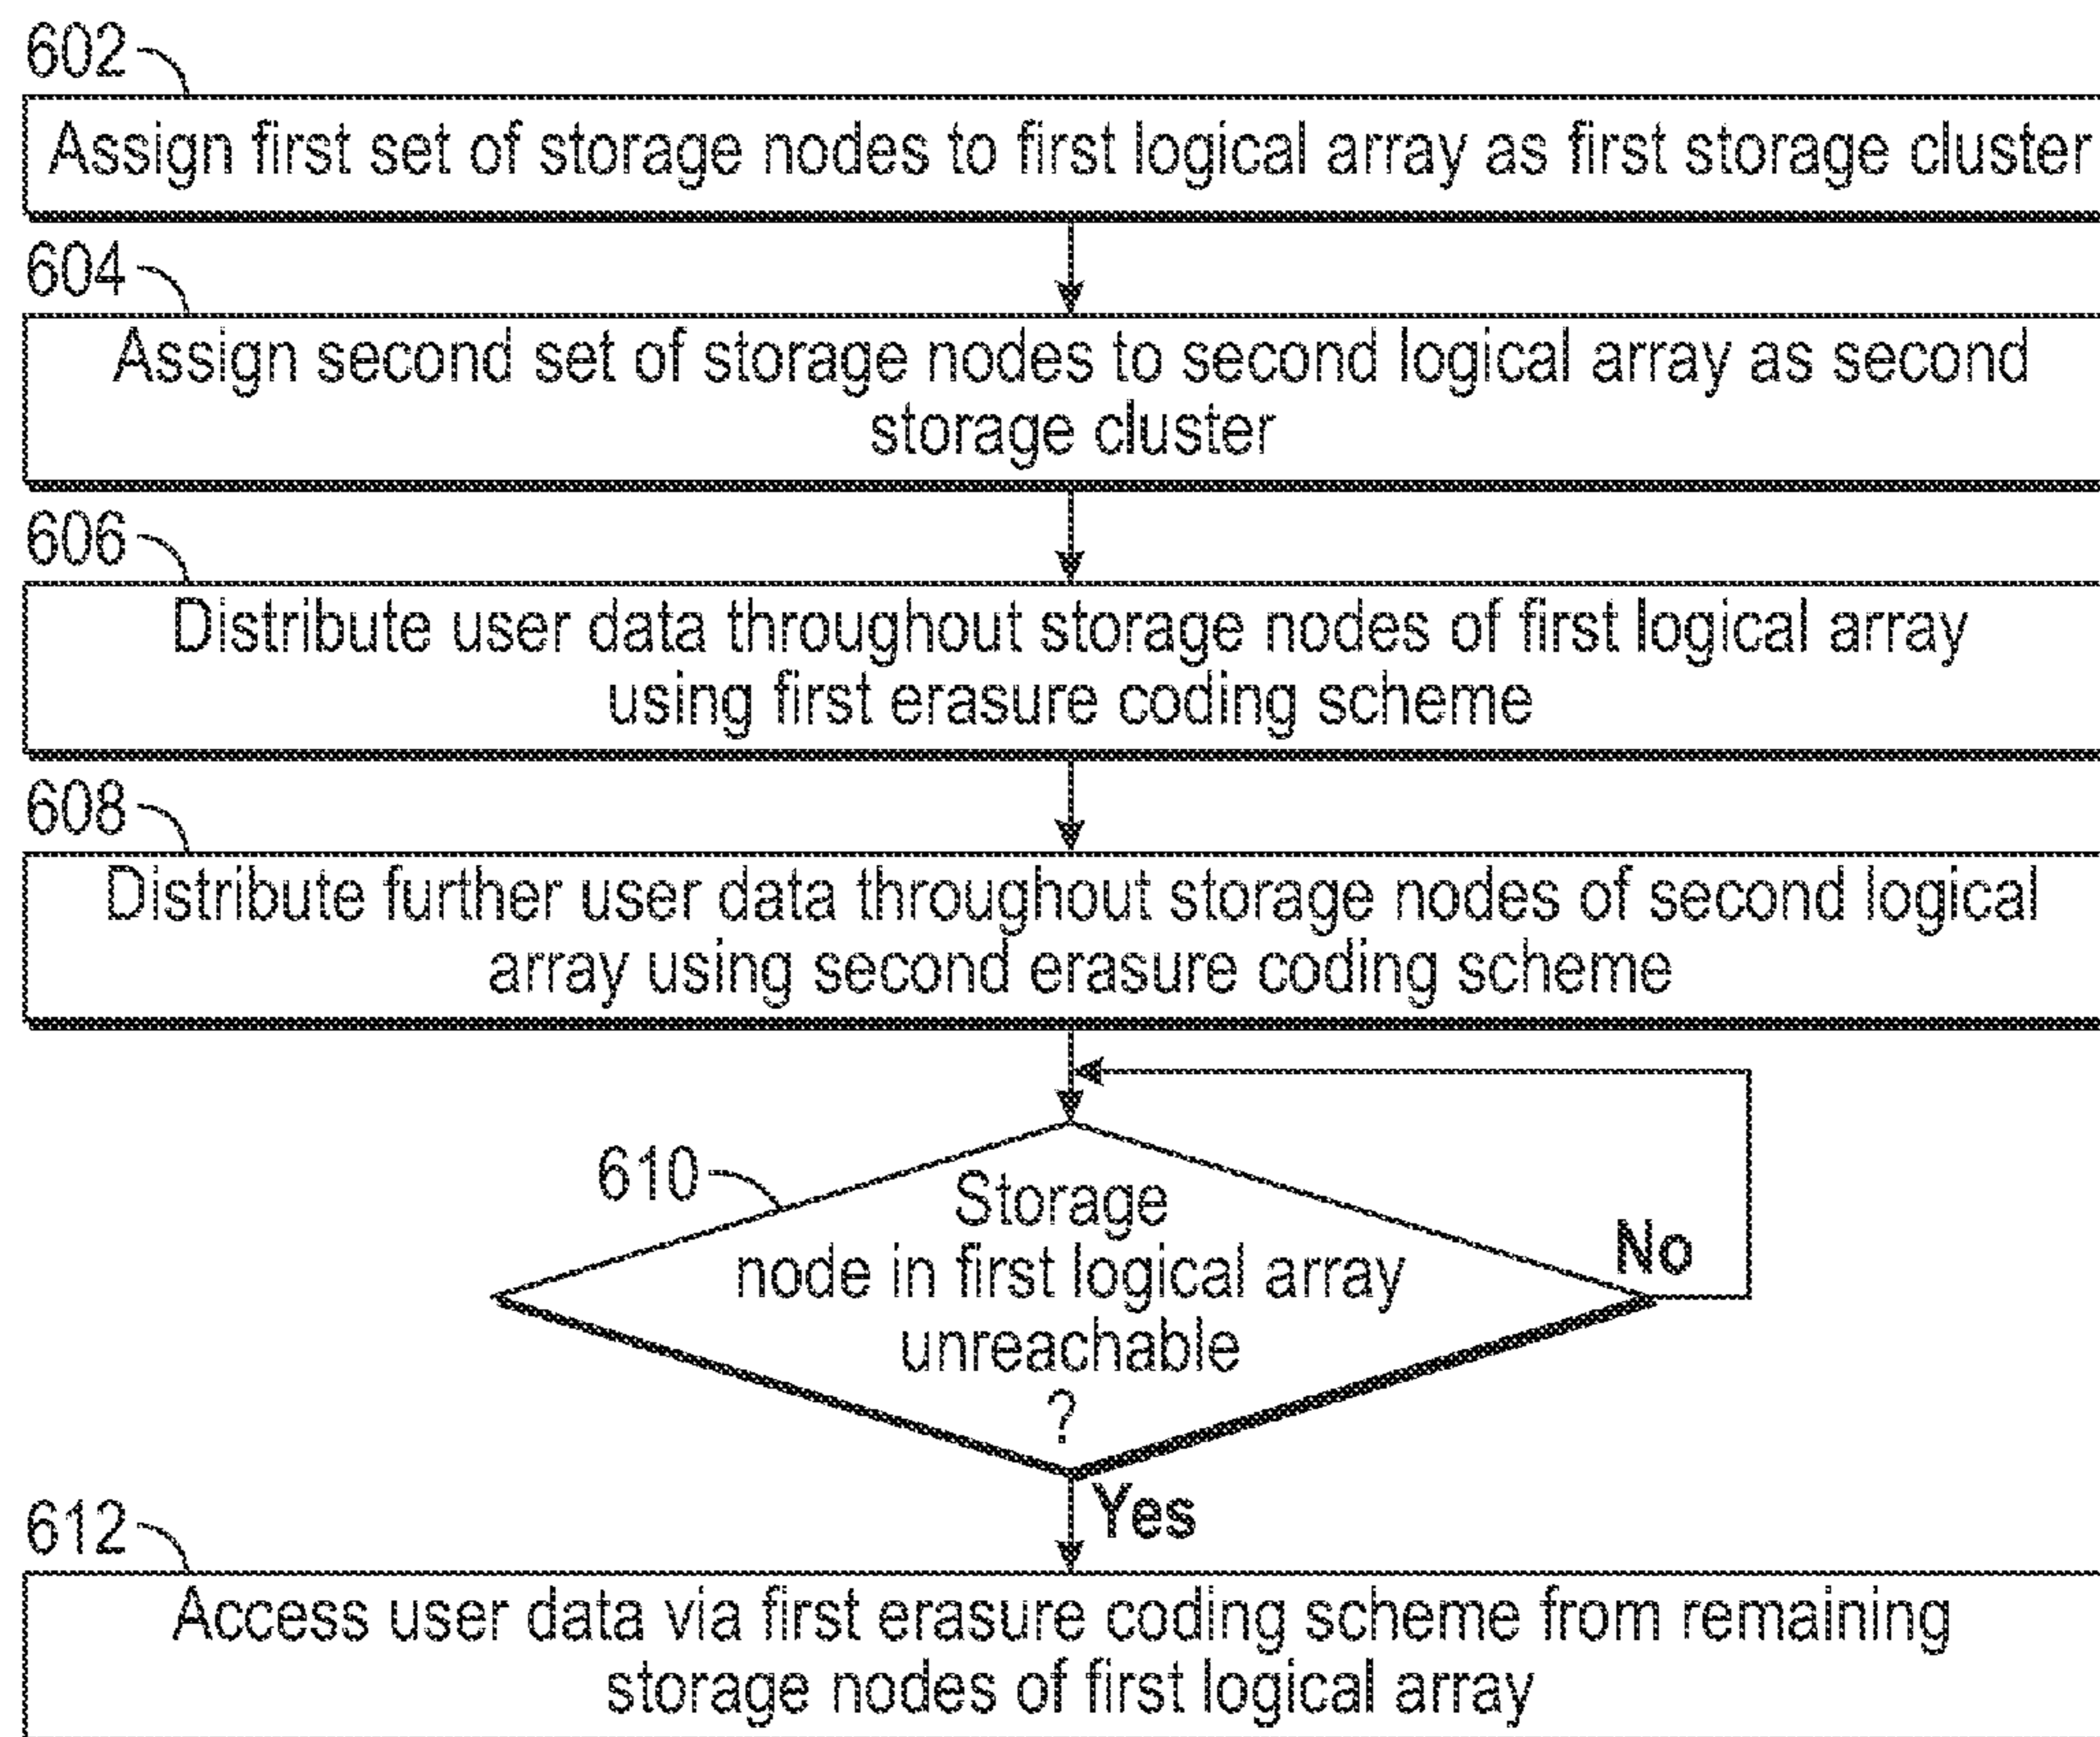 602
Assign first set of storage nodes to first logical array as first storage cluster
604
Assign second set of storage nodes to second logical array as second
storage cluster
606
Distribute user data throughout storage nodes of first logical array
using first erasure coding scheme
608
Distribute further user data throughout storage nodes of second logical
array using second erasure coding scheme
610
Storage
node in first logical array
unreachable
?
No
Yes
612
Access user data via first erasure coding scheme from remaining
storage nodes of first logical array